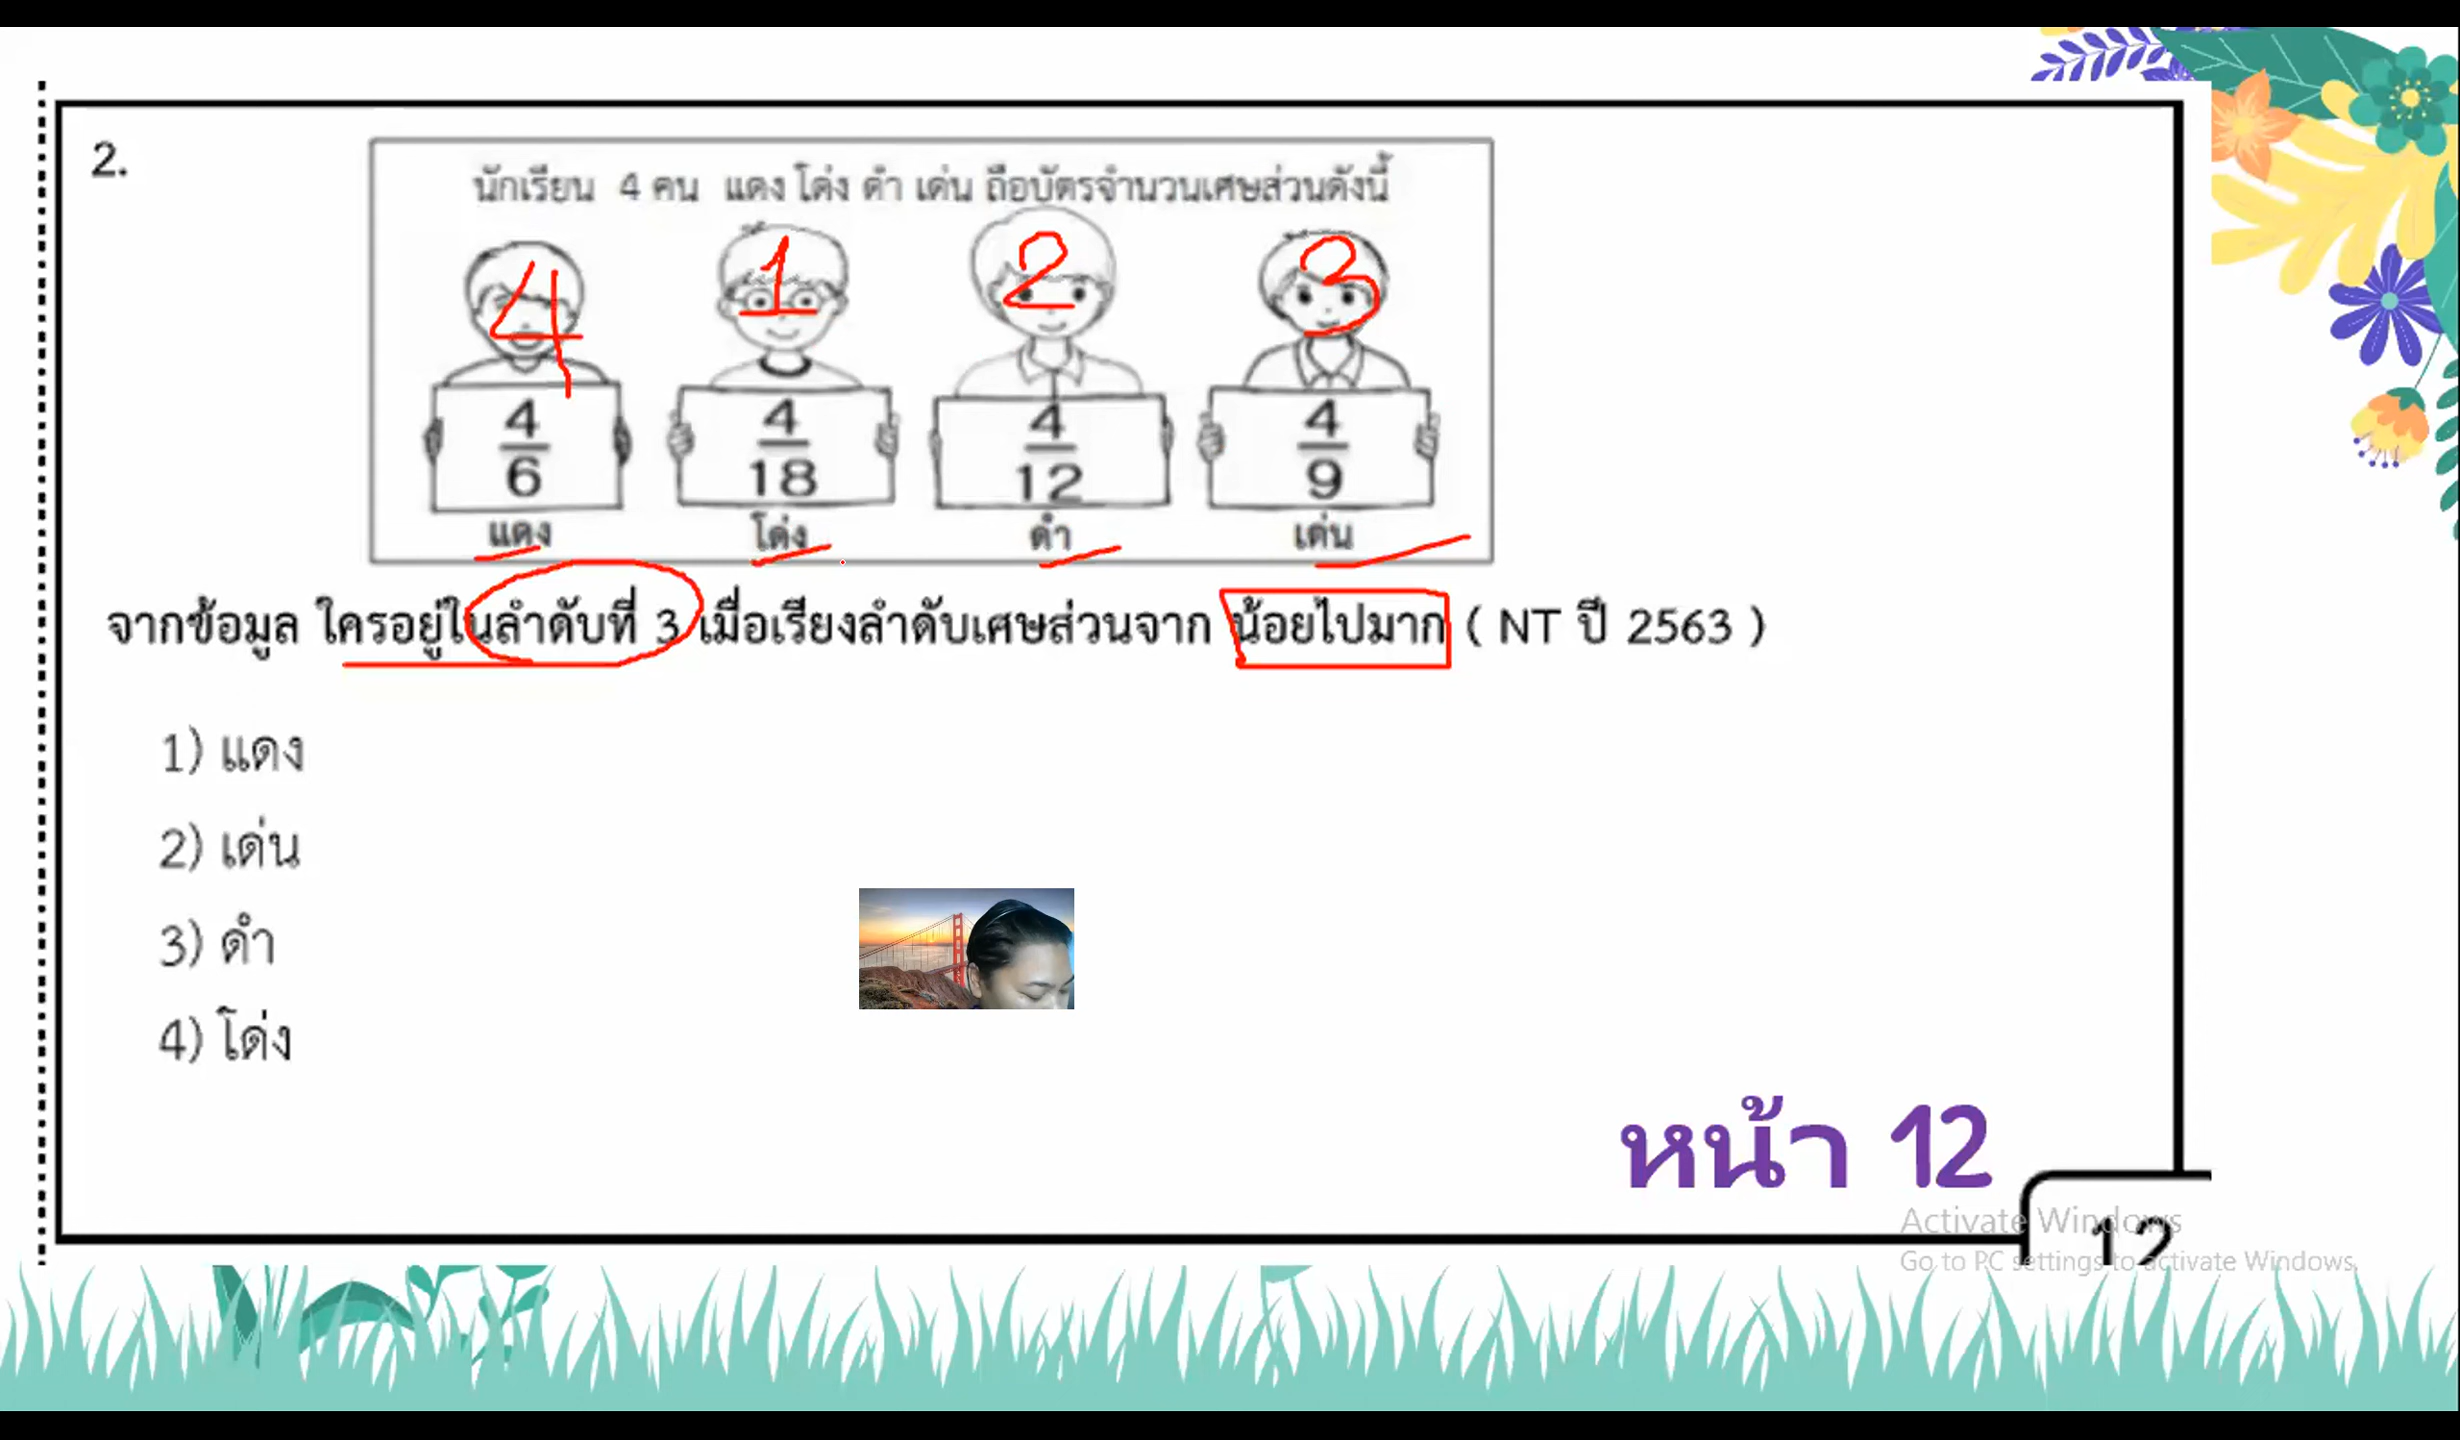 2.
นักเรียน 4 คน แดง โด่ง ดำ เด่น ถือบัตรจำนวนเศษส่วนดังนี้
4 1 2 3
4/6 4/18 4/12 4/9
แดง โด่ง ดำ เด่น
จากข้อมูล ใครอยู่ในลำดับที่ 3 เมื่อเรียงลำดับเศษส่วนจาก น้อยไปมาก ( NT ปี 2563 )
1) แดง
2) เด่น
3) ดำ
4) โด่ง
หน้า 12
12
Activate Windows
Go to PC settings to activate Windows.